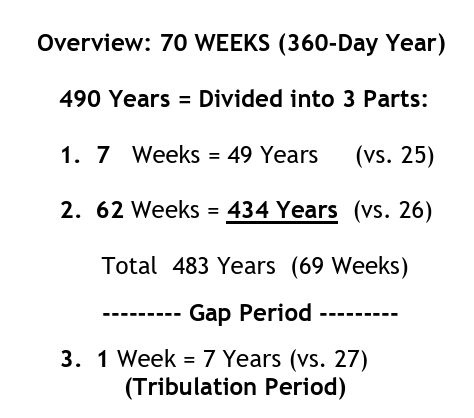 Overview: 70 WEEKS (360-Day Year)
490 Years = Divided into 3 Parts:
1. 7 Weeks = 49 Years (vs. 25)
2. 62 Weeks = 434 Years (vs. 26)
Total 483 Years (69 Weeks)
--------- Gap Period ---------
3. 1 Week = 7 Years (vs. 27)
(Tribulation Period)